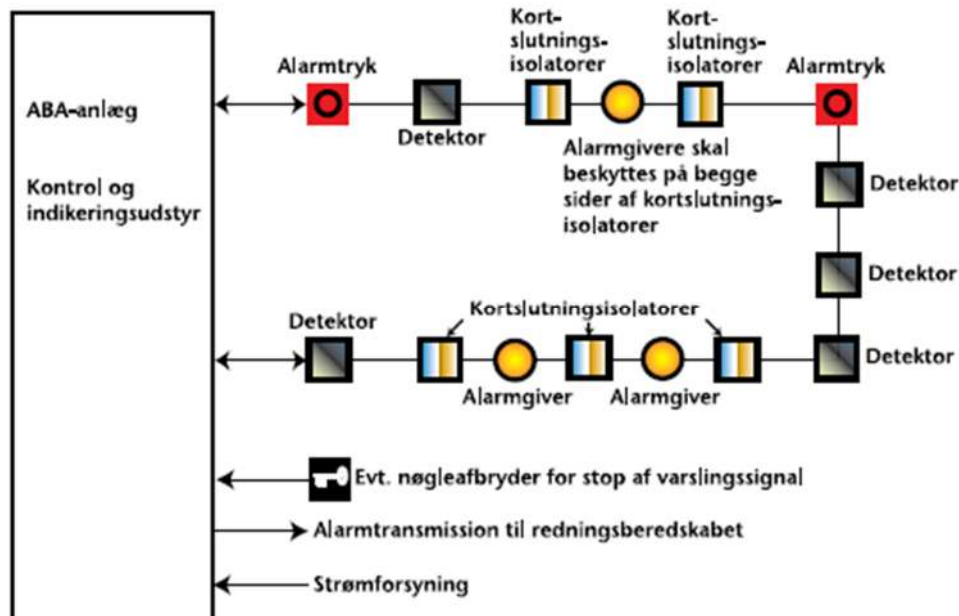 Kort-
slutnings-
isolatorer
Kort-
slutnings-
isolatorer
Alarmtryk
Alarmtryk
ABA-anlæg
Detektor
Alarmgivere skal
beskyttes på begge
sider af kortslutnings-
isolatorer
Kontrol og
indikeringsudstyr
Detektor
Detektor
Kortslutningsisolatorer
Detektor
Detektor
Alarmgiver
Alarmgiver
Evt. nøgleafbryder for stop af varslingssignal
Alarmtransmission til redningsberedskabet
Strømforsyning